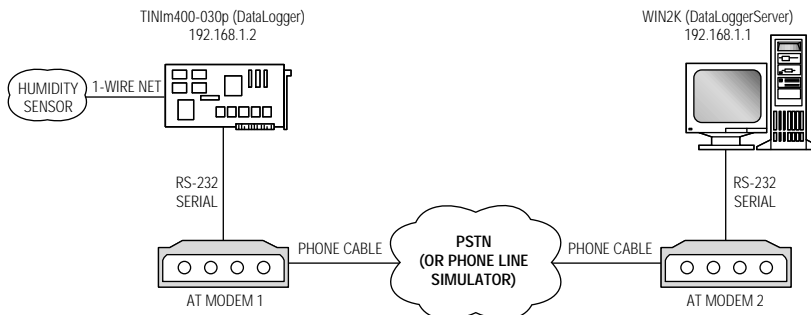 TINIm400-030p (DataLogger)
192.168.1.2
WIN2K (DataLoggerServer)
192.168.1.1
HUMIDITY
SENSOR
1-WIRE NET
RS-232
SERIAL
RS-232
SERIAL
PHONE CABLE
PSTN
(OR PHONE LINE
SIMULATOR)
PHONE CABLE
AT MODEM 1
AT MODEM 2